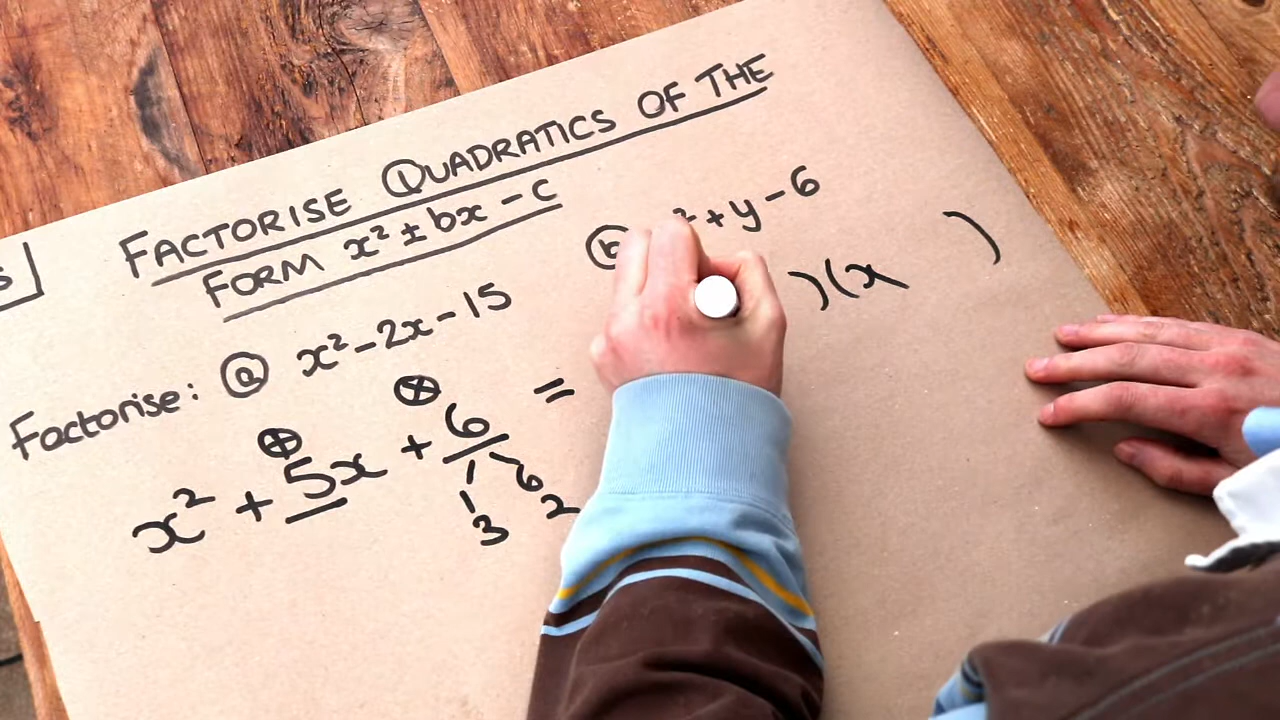 FACTORISE QUADRATICS OF THE
FORM x² ± bx - c
Factorise: ⓐ x² - 2x - 15
ⓑ ² + y - 6
x² + 5x + 6 = )(x )
⊕ ⊗
1 6
3 2